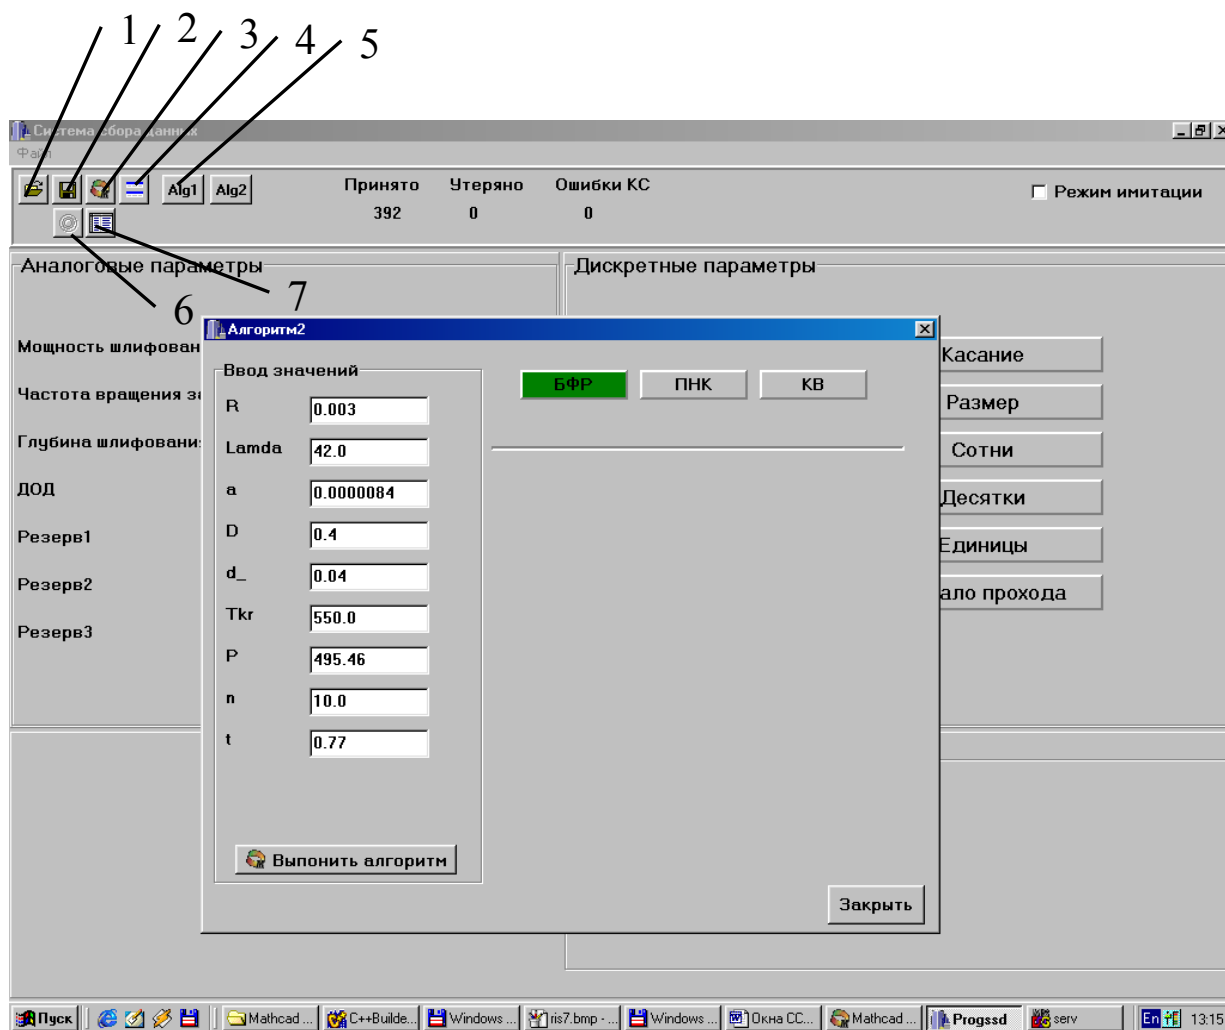 1 2 3 4 5
Система сбора данных
Файл
Alg1 Alg2
Принято Утеряно Ошибки КС
392 0 0
Режим имитации
6 7
Аналоговые параметры
Дискретные параметры
Мощность шлифован
Частота вращения
Глубина шлифовани
ДОД
Резерв1
Резерв2
Резерв3
Алгоритм2
Ввод значений
R 0.003
Lamda 42.0
a 0.0000084
D 0.4
d_ 0.04
Tkr 550.0
P 495.46
n 10.0
t 0.77
Выпонить алгоритм
БФР ПНК КВ
Закрыть
Касание
Размер
Сотни
Десятки
Единицы
ало прохода
Пуск Mathcad ... C++Builde... Windows ... ris7.bmp - ... Windows ... Окна СС... Mathcad ... Progssd serv En 13:15